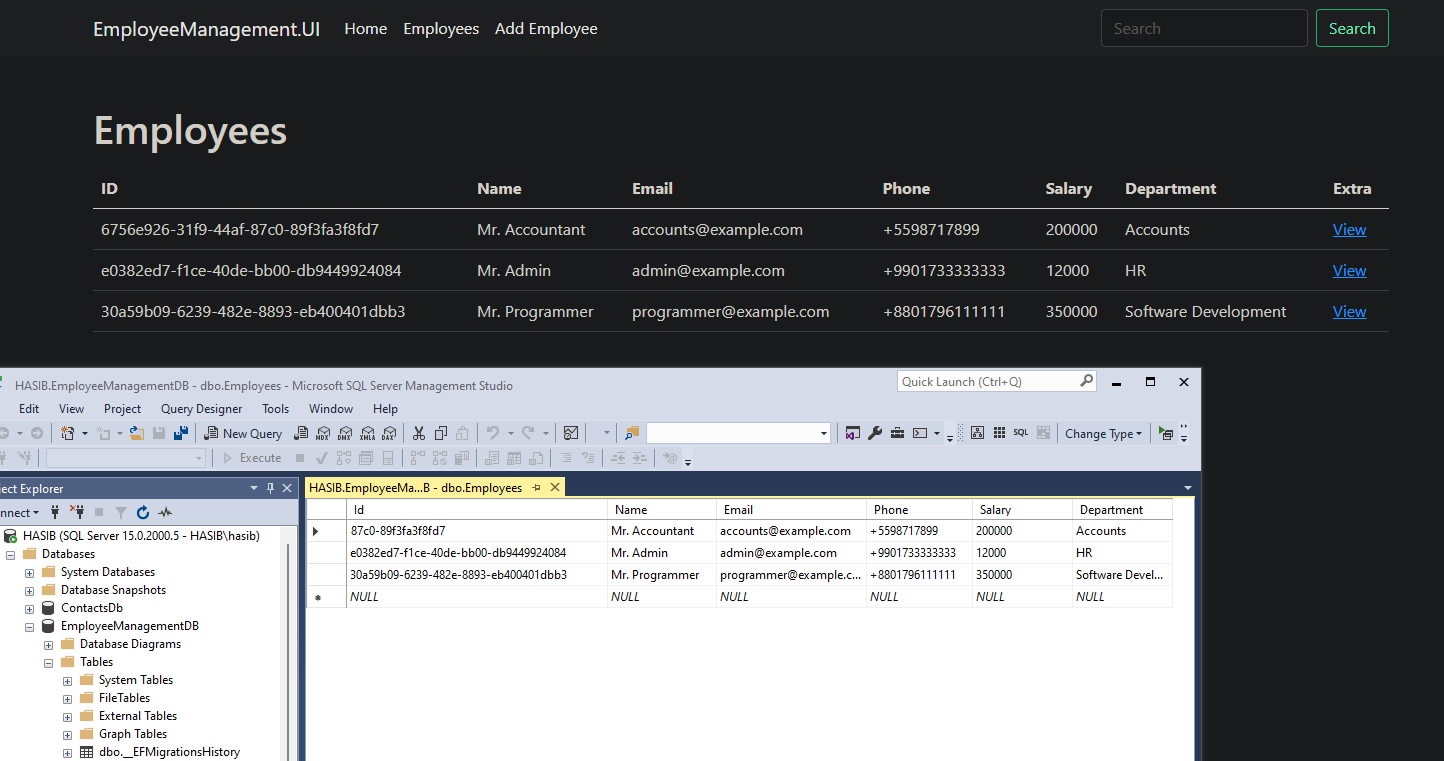 EmployeeManagement.UI Home Employees Add Employee Search Search
Employees
ID Name Email Phone Salary Department Extra
6756e926-31f9-44af-87c0-89f3fa3f8fd7 Mr. Accountant accounts@example.com +5598717899 200000 Accounts View
e0382ed7-f1ce-40de-bb00-db9449924084 Mr. Admin admin@example.com +9901733333333 12000 HR View
30a59b09-6239-482e-8893-eb400401dbb3 Mr. Programmer programmer@example.com +8801796111111 350000 Software Development View
HASIB.EmployeeManagementDB - dbo.Employees - Microsoft SQL Server Management Studio Quick Launch (Ctrl+Q)
Edit View Project Query Designer Tools Window Help
New Query MDX DMX XMLA DAX SQL Change Type
Execute
ject Explorer
nnect
HASIB (SQL Server 15.0.2000.5 - HASIB\hasib)
Databases
System Databases
Database Snapshots
ContactsDb
EmployeeManagementDB
Database Diagrams
Tables
System Tables
FileTables
External Tables
Graph Tables
dbo.__EFMigrationsHistory
HASIB.EmployeeMa...B - dbo.Employees
Id Name Email Phone Salary Department
87c0-89f3fa3f8fd7 Mr. Accountant accounts@example.com +5598717899 200000 Accounts
e0382ed7-f1ce-40de-bb00-db9449924084 Mr. Admin admin@example.com +9901733333333 12000 HR
30a59b09-6239-482e-8893-eb400401dbb3 Mr. Programmer programmer@example.c... +8801796111111 350000 Software Devel...
NULL NULL NULL NULL NULL NULL